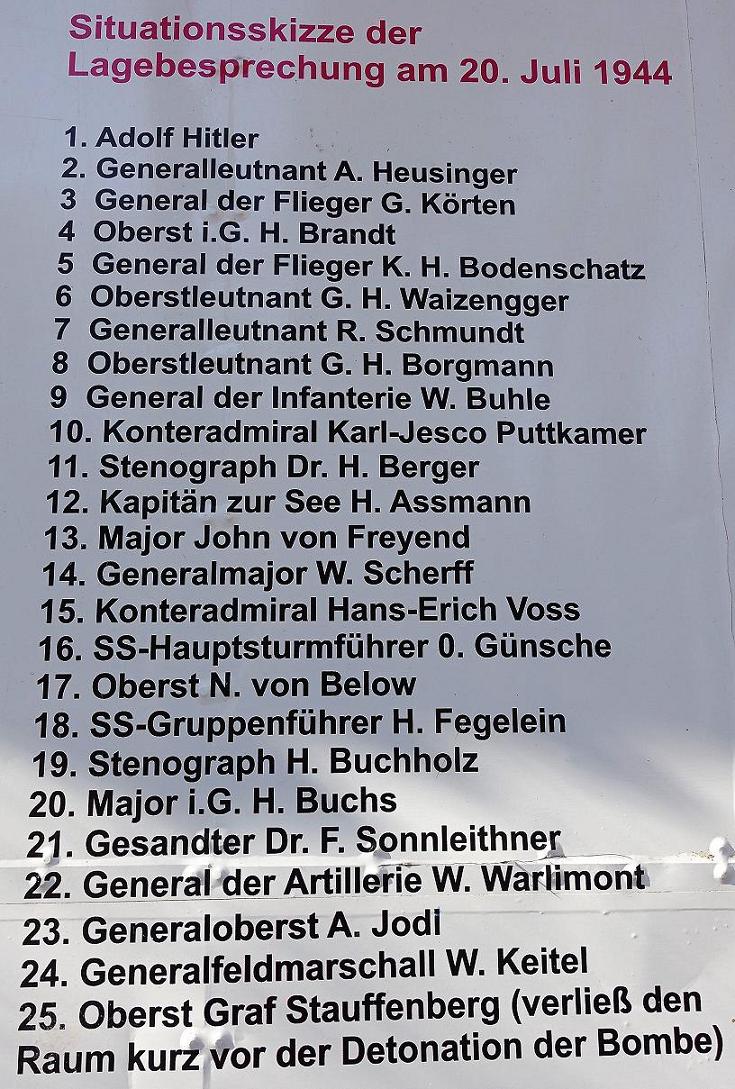 Situationsskizze der
Lagebesprechung am 20. Juli 1944
1. Adolf Hitler
2. Generalleutnant A. Heusinger
3 General der Flieger G. Körten
4 Oberst i.G. H. Brandt
5 General der Flieger K. H. Bodenschatz
6 Oberstleutnant G. H. Waizengger
7 Generalleutnant R. Schmundt
8 Oberstleutnant G. H. Borgmann
9 General der Infanterie W. Buhle
10. Konteradmiral Karl-Jesco Puttkamer
11. Stenograph Dr. H. Berger
12. Kapitän zur See H. Assmann
13. Major John von Freyend
14. Generalmajor W. Scherff
15. Konteradmiral Hans-Erich Voss
16. SS-Hauptsturmführer 0. Günsche
17. Oberst N. von Below
18. SS-Gruppenführer H. Fegelein
19. Stenograph H. Buchholz
20. Major i.G. H. Buchs
21. Gesandter Dr. F. Sonnleithner
22. General der Artillerie W. Warlimont
23. Generaloberst A. Jodi
24. Generalfeldmarschall W. Keitel
25. Oberst Graf Stauffenberg (verließ den
Raum kurz vor der Detonation der Bombe)